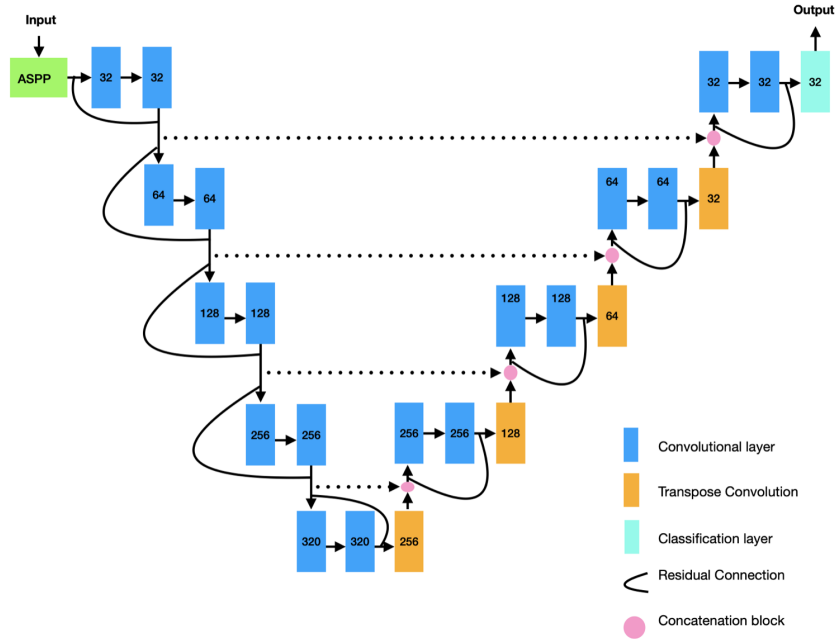 Input
Output
ASPP
32
32
32
32
32
64
64
64
64
32
128
128
128
128
64
256
256
256
256
128
320
320
256
Convolutional layer
Transpose Convolution
Classification layer
Residual Connection
Concatenation block